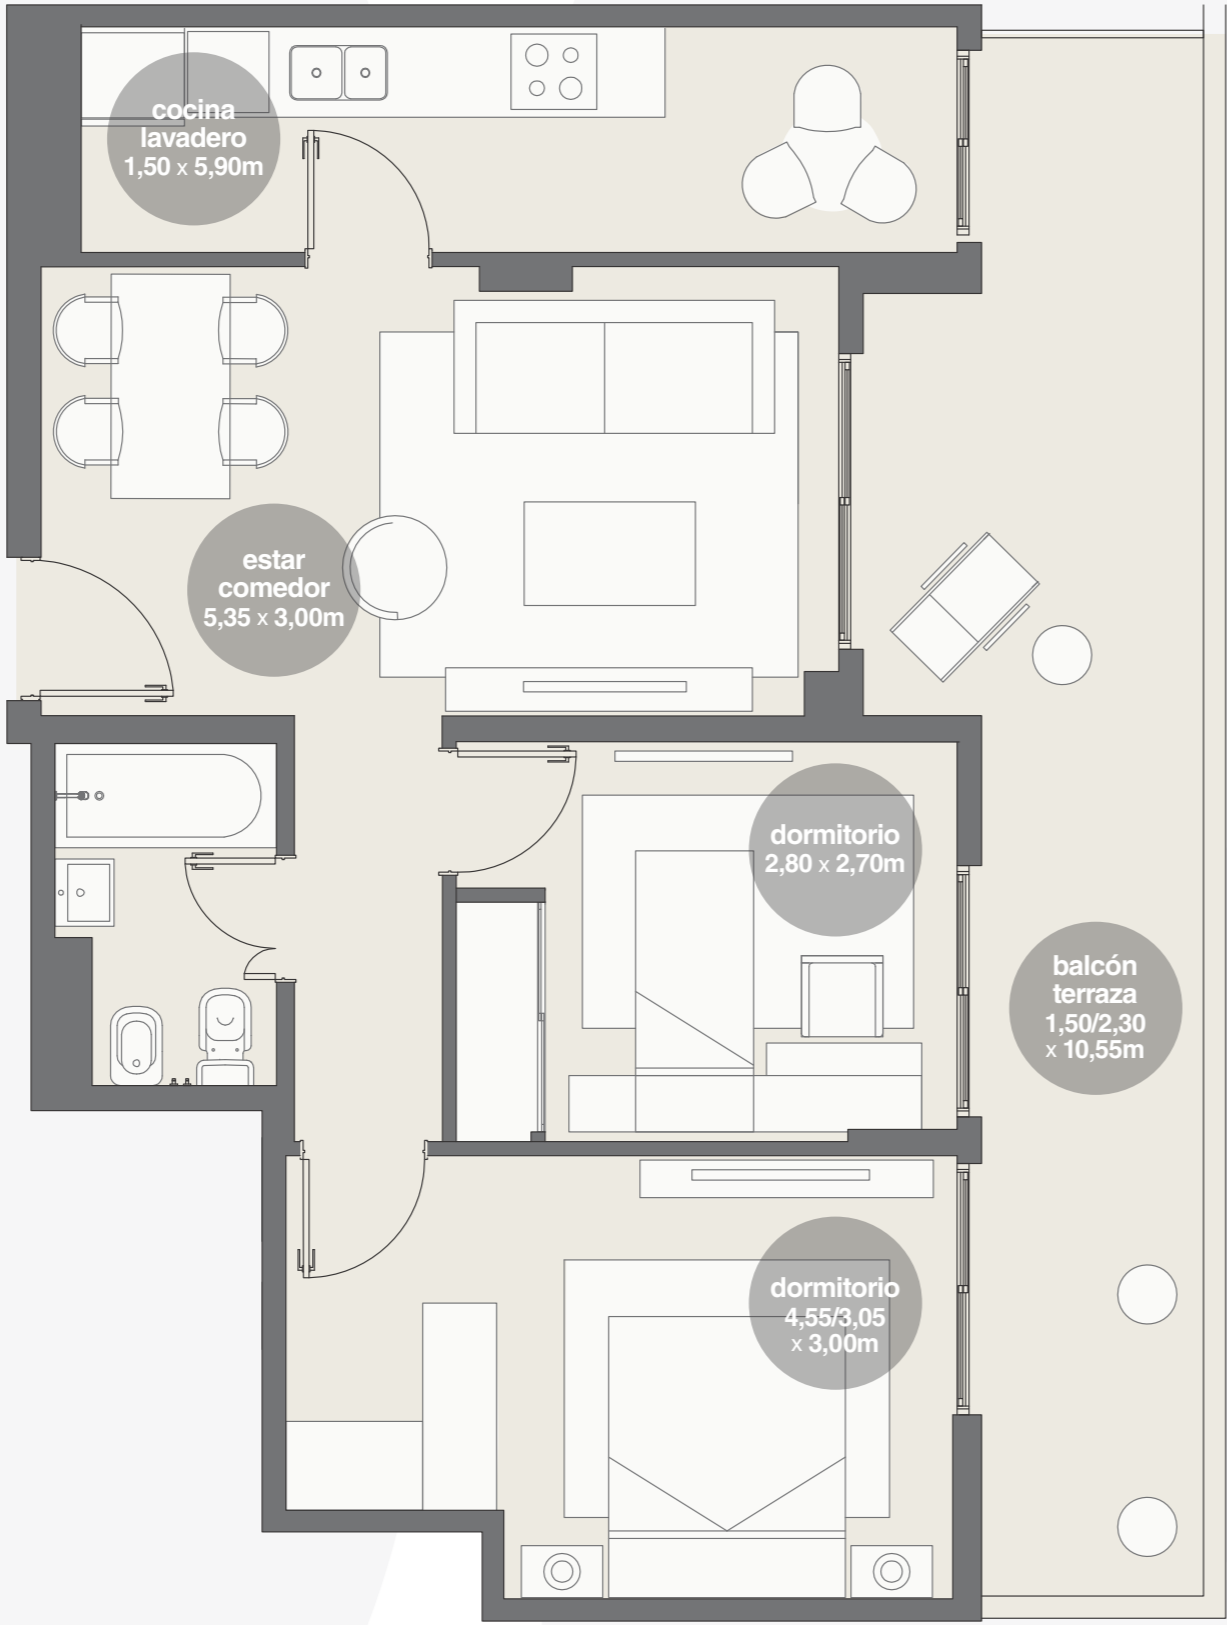 cocina
lavadero
1,50 x 5,90m
estar
comedor
5,35 x 3,00m
dormitorio
2,80 x 2,70m
balcón
terraza
1,50/2,30
x 10,55m
dormitorio
4,55/3,05
x 3,00m